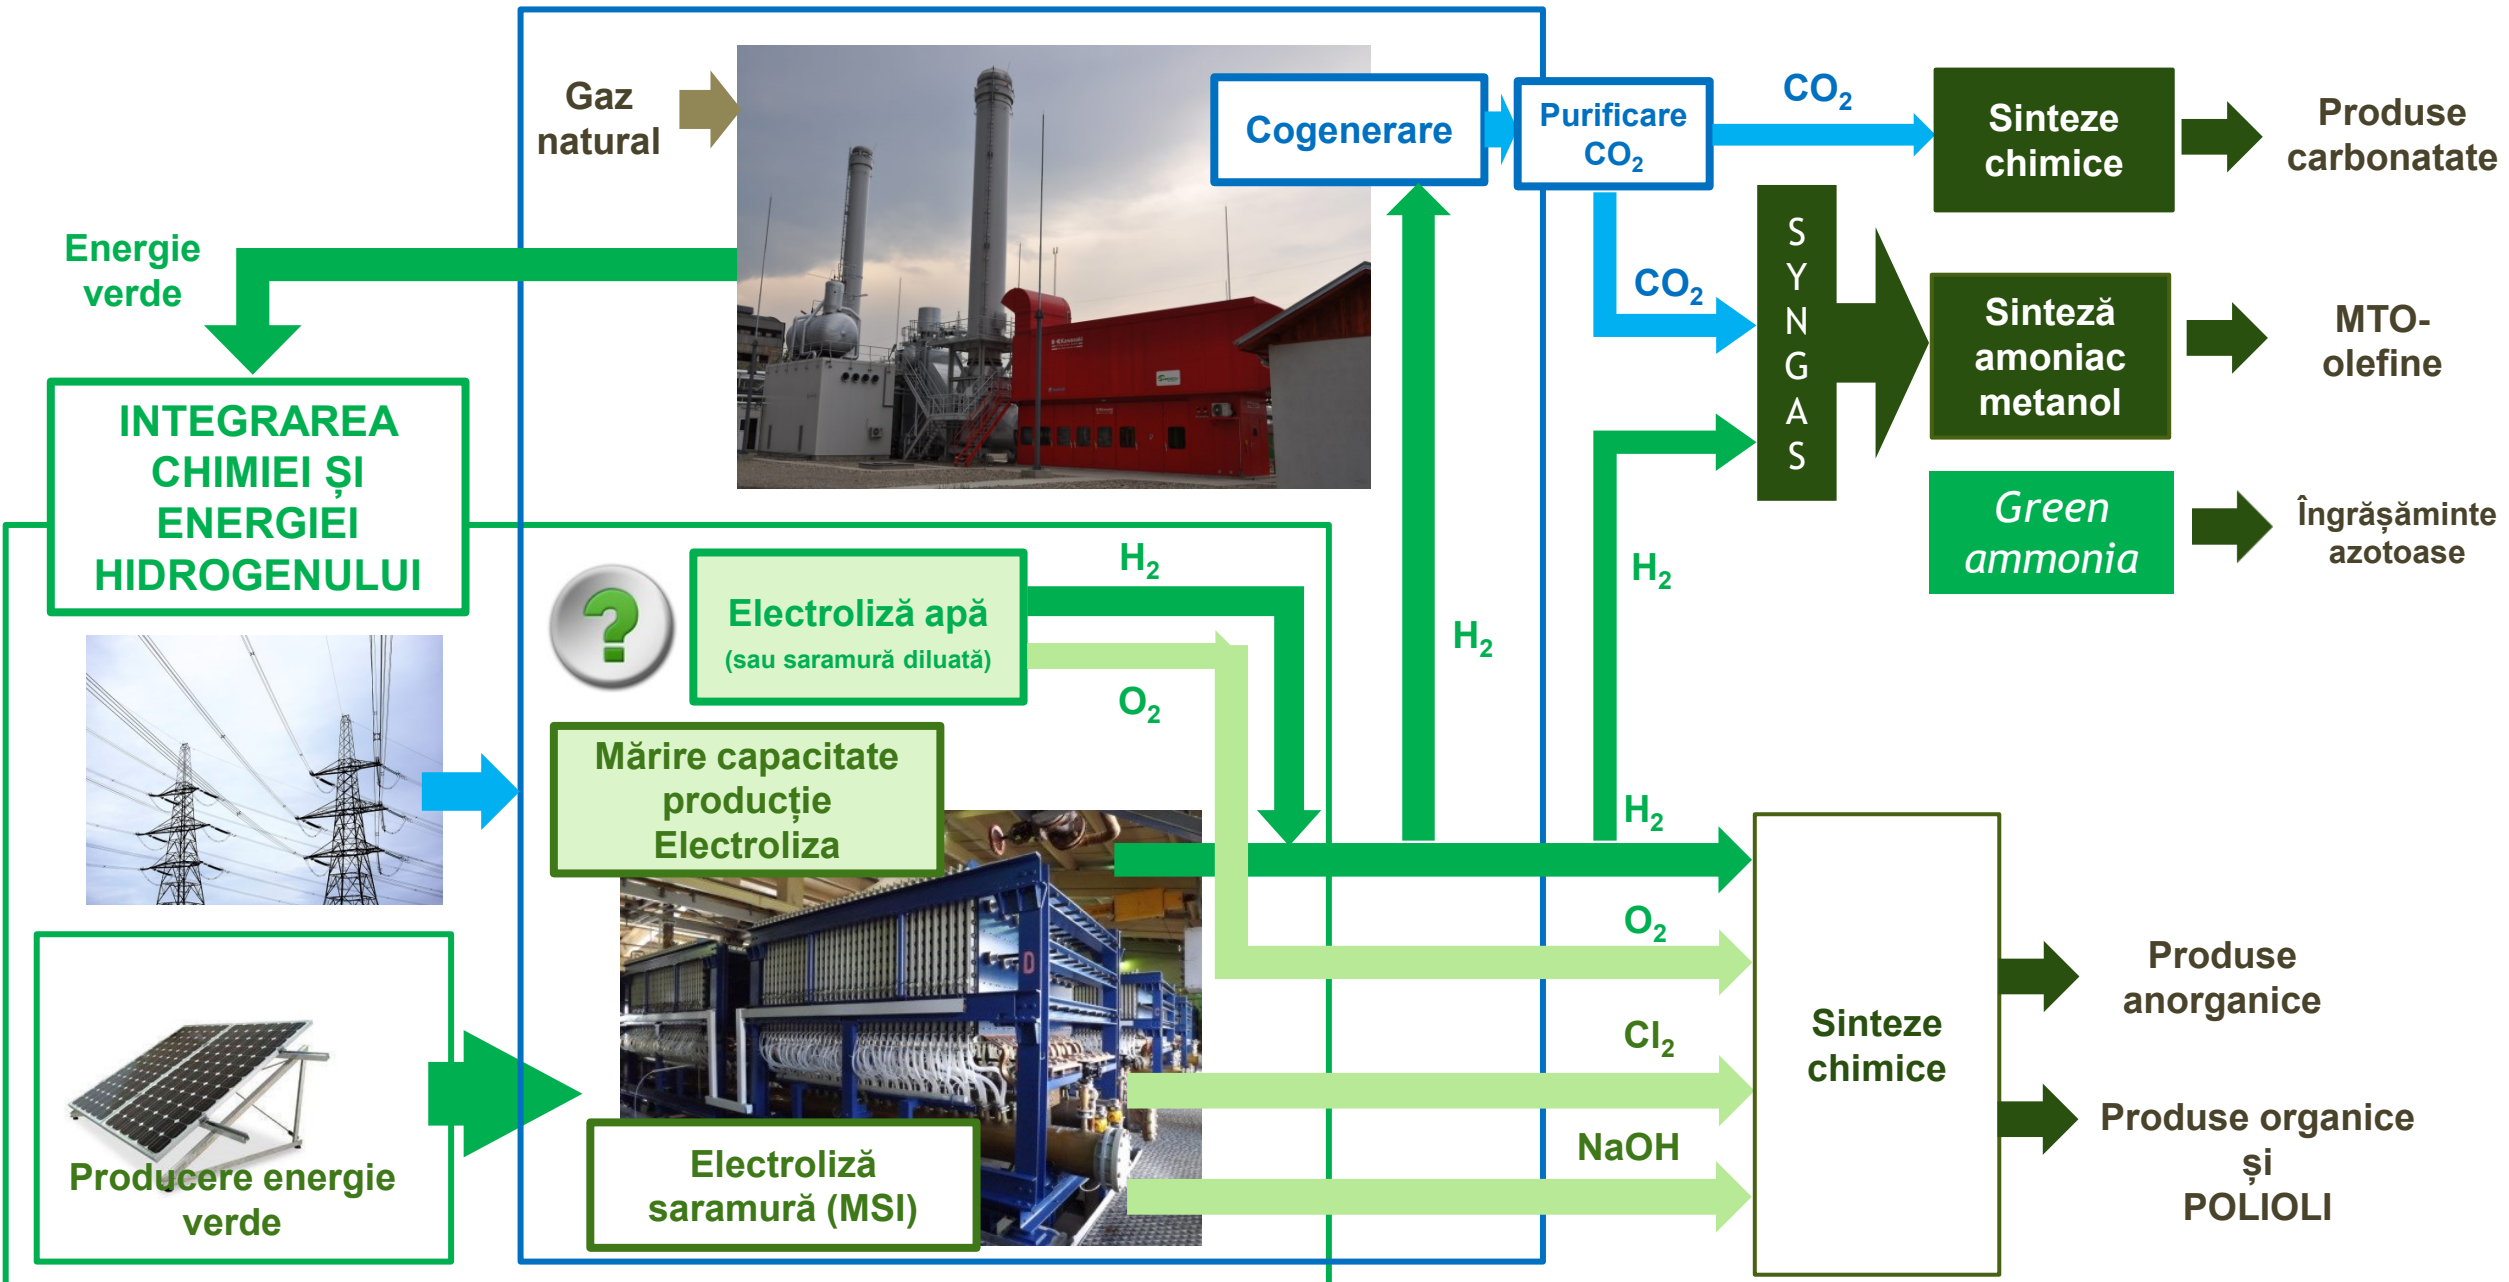 Gaz
natural
Cogenerare
Purificare
CO₂
CO₂
Sinteze
chimice
Produse
carbonatate
Energie
verde
CO₂
S
Y
N
G
A
S
Sinteză
amoniac
metanol
MTO-
olefine
INTEGRAREA
CHIMIEI ȘI
ENERGIEI
HIDROGENULUI
Green
ammonia
Îngrășăminte
azotoase
H₂
Electroliză apă
(sau saramură diluată)
O₂
H₂
H₂
Mărire capacitate
producție
Electroliza
H₂
O₂
Cl₂
NaOH
D
Sinteze
chimice
Produse
anorganice
Produse organice
și
POLIOLI
Producere energie
verde
Electroliză
saramură (MSI)
Kawasaki